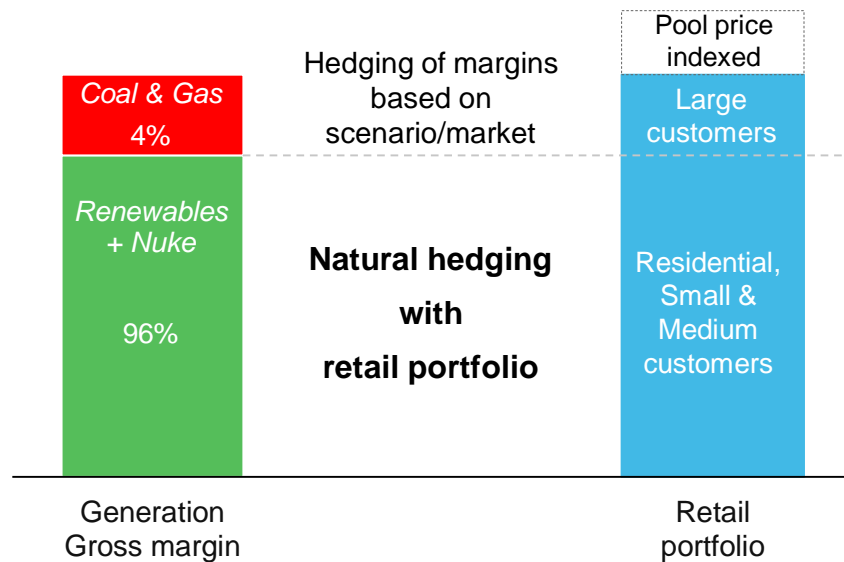 Coal & Gas
4%
Renewables
+ Nuke
96%
Generation
Gross margin
Hedging of margins
based on
scenario/market
Natural hedging
with
retail portfolio
Pool price
indexed
Large
customers
Residential,
Small &
Medium
customers
Retail
portfolio